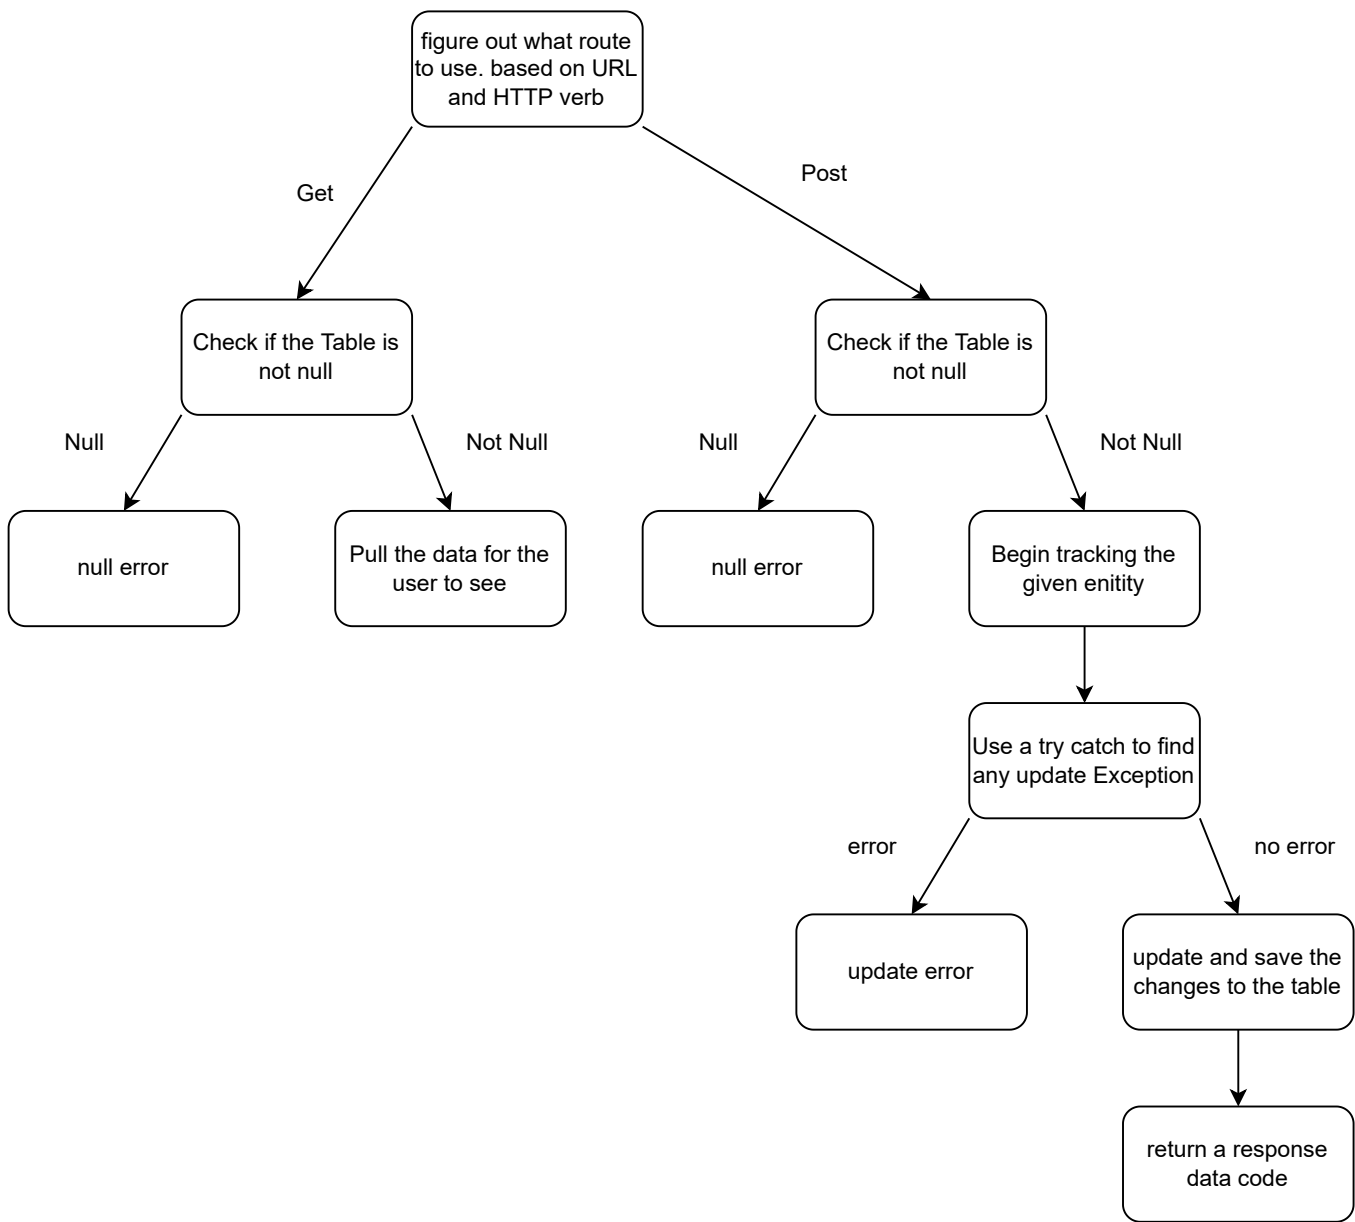 figure out what route
to use. based on URL
and HTTP verb
Get
Post
Check if the Table is
not null
Check if the Table is
not null
Null
Not Null
Null
Not Null
null error
Pull the data for the
user to see
null error
Begin tracking the
given enitity
Use a try catch to find
any update Exception
error
no error
update error
update and save the
changes to the table
return a response
data code